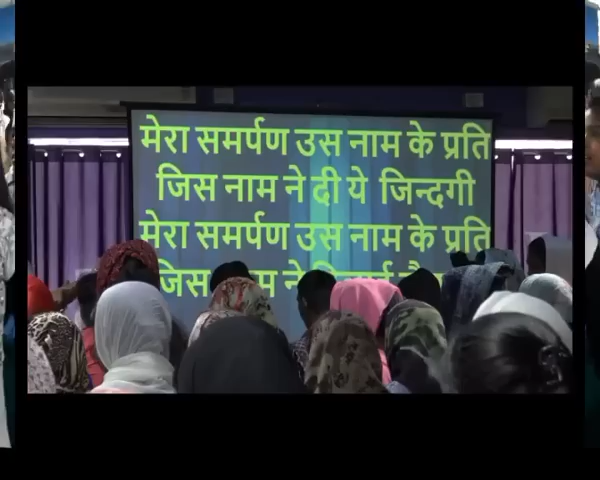 मेरा समर्पण उस नाम के प्रति
जिस नाम ने दी ये जिन्दगी
मेरा समर्पण उस नाम के प्रति
जिस ने